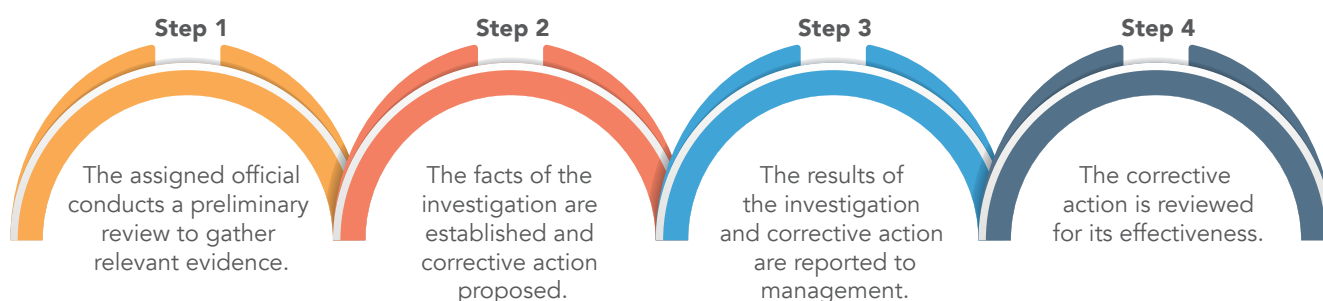 Step 1
The assigned official
conducts a preliminary
review to gather
relevant evidence.
Step 2
The facts of the
investigation are
established and
corrective action
proposed.
Step 3
The results of
the investigation
and corrective action
are reported to
management.
Step 4
The corrective
action is reviewed
for its effectiveness.